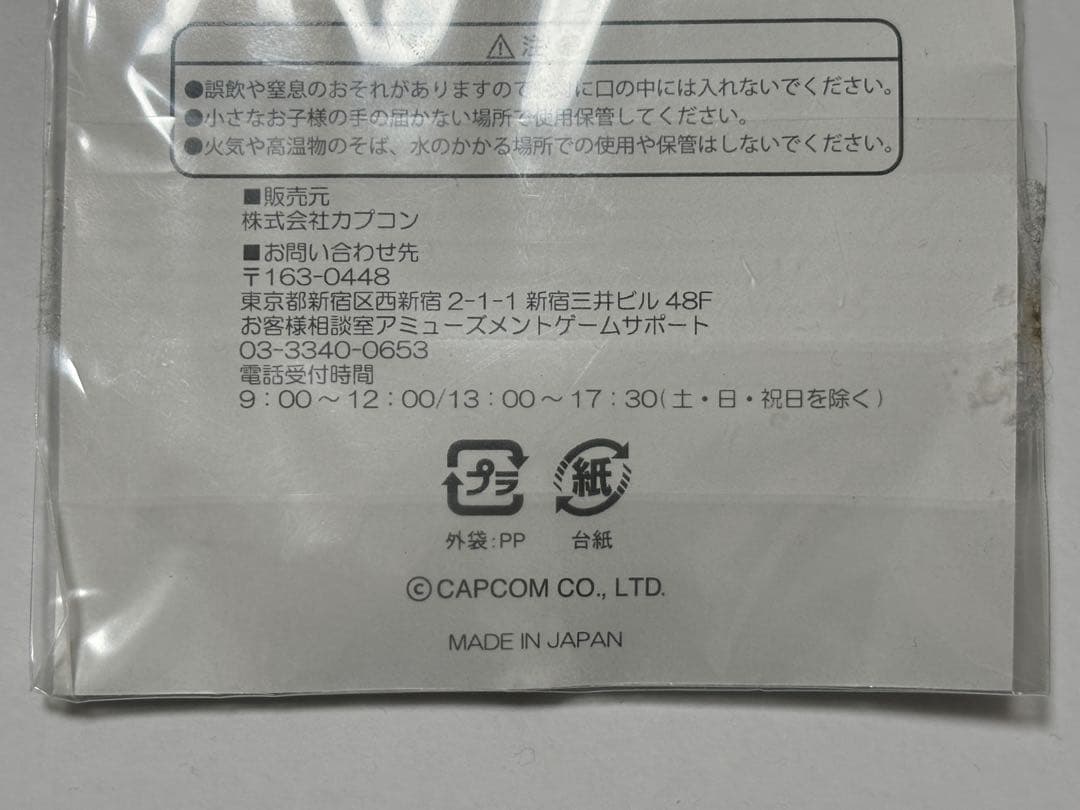 ⚠注意
●誤飲や窒息のおそれがありますので に口の中には入れないでください。
●小さなお子様の手の届かない場所で使用保管してください。
●火気や高温物のそば、水のかかる場所での使用や保管はしないでください。
■販売元
株式会社カプコン
■お問い合わせ先
〒163-0448
東京都新宿区西新宿2-1-1 新宿三井ビル48F
お客様相談室アミューズメントゲームサポート
03-3340-0653
電話受付時間
9:00～12:00/13:00～17:30(土・日・祝日を除く)
プラ 紙
外袋:PP 台紙
©CAPCOM CO., LTD.
MADE IN JAPAN